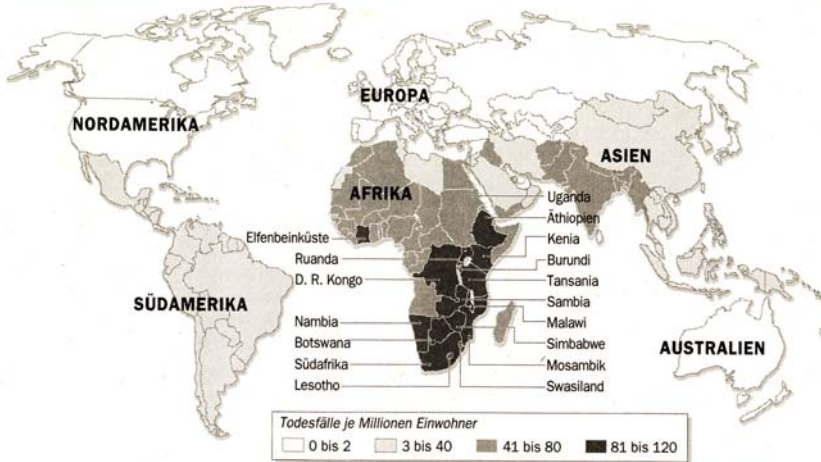 EUROPA
NORDAMERIKA
ASIEN
AFRIKA
Uganda
Äthiopien
Elfenbeinküste
Kenia
Ruanda
Burundi
D. R. Kongo
Tansania
SÜDAMERIKA
Sambia
Malawi
Nambia
Simbabwe
Botswana
AUSTRALIEN
Südafrika
Mosambik
Lesotho
Swasiland
Todesfälle je Millionen Einwohner
0 bis 2
3 bis 40
41 bis 80
81 bis 120